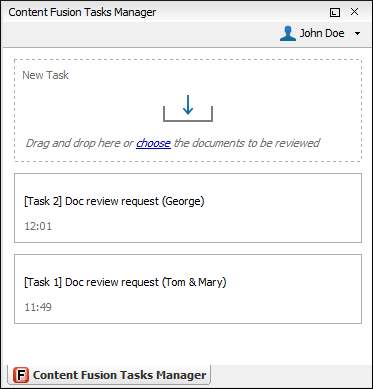 Content Fusion Tasks Manager
John Doe
New Task
Drag and drop here or choose the documents to be reviewed
[Task 2] Doc review request (George)
12:01
[Task 1] Doc review request (Tom & Mary)
11:49
F Content Fusion Tasks Manager